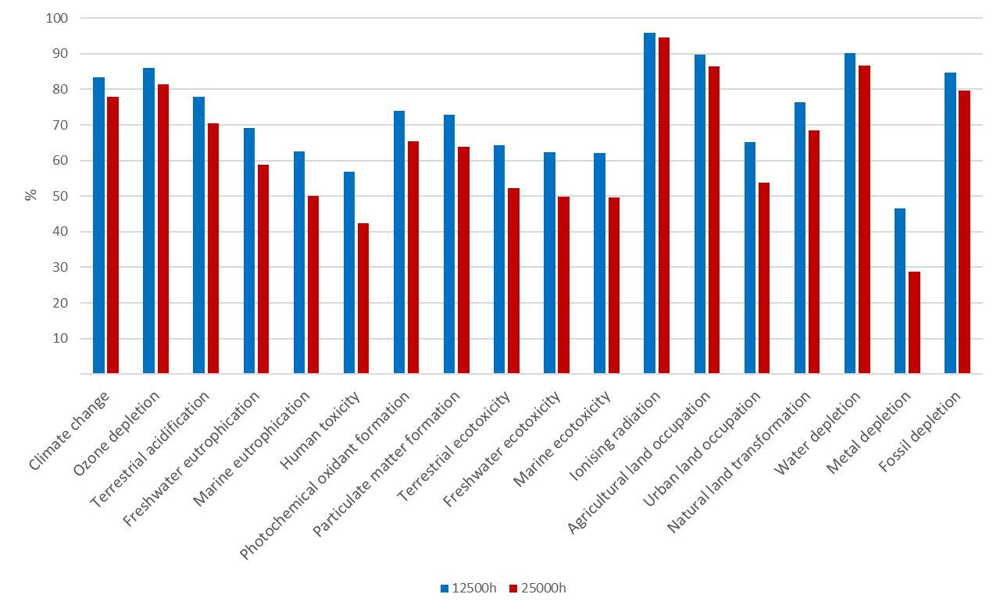 100
90
80
70
60
50
40
30
20
10
%
Climate change
Ozone depletion
Terrestrial acidification
Freshwater eutrophication
Marine eutrophication
Human toxicity
Photochemical oxidant formation
Particulate matter formation
Terrestrial ecotoxicity
Freshwater ecotoxicity
Marine ecotoxicity
Ionising radiation
Agricultural land occupation
Urban land occupation
Natural land transformation
Water depletion
Metal depletion
Fossil depletion
12500h 25000h